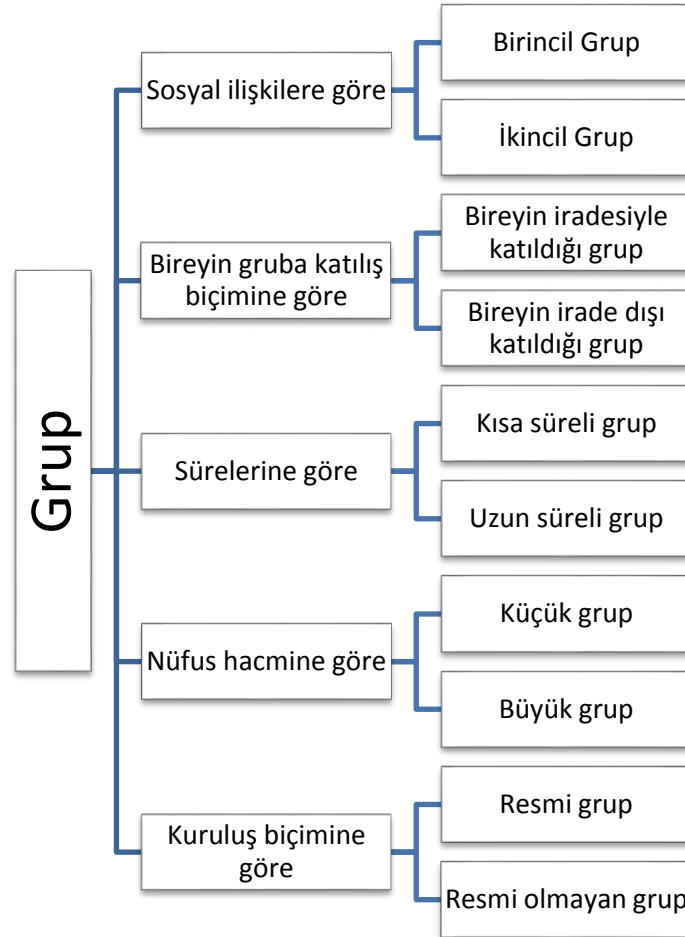 Grup
Sosyal ilişkilere göre
Birincil Grup
İkincil Grup
Bireyin gruba katılış
biçimine göre
Bireyin iradesiyle
katıldığı grup
Bireyin irade dışı
katıldığı grup
Sürelerine göre
Kısa süreli grup
Uzun süreli grup
Nüfus hacmine göre
Küçük grup
Büyük grup
Kuruluş biçimine
göre
Resmi grup
Resmi olmayan grup